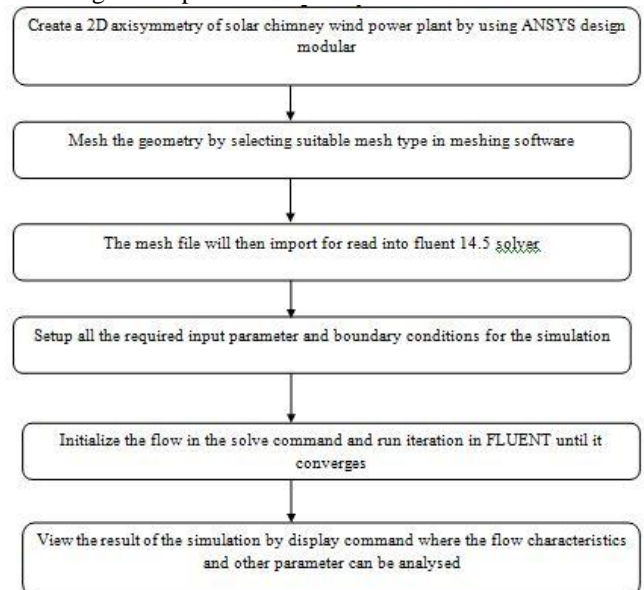 Create a 2D axisymmetry of solar chimney wind power plant by using ANSYS design
modular
Mesh the geometry by selecting suitable mesh type in meshing software
The mesh file will then import for read into fluent 14.5 solver
Setup all the required input parameter and boundary conditions for the simulation
Initialize the flow in the solve command and run iteration in FLUENT until it
converges
View the result of the simulation by display command where the flow characteristics
and other parameter can be analysed